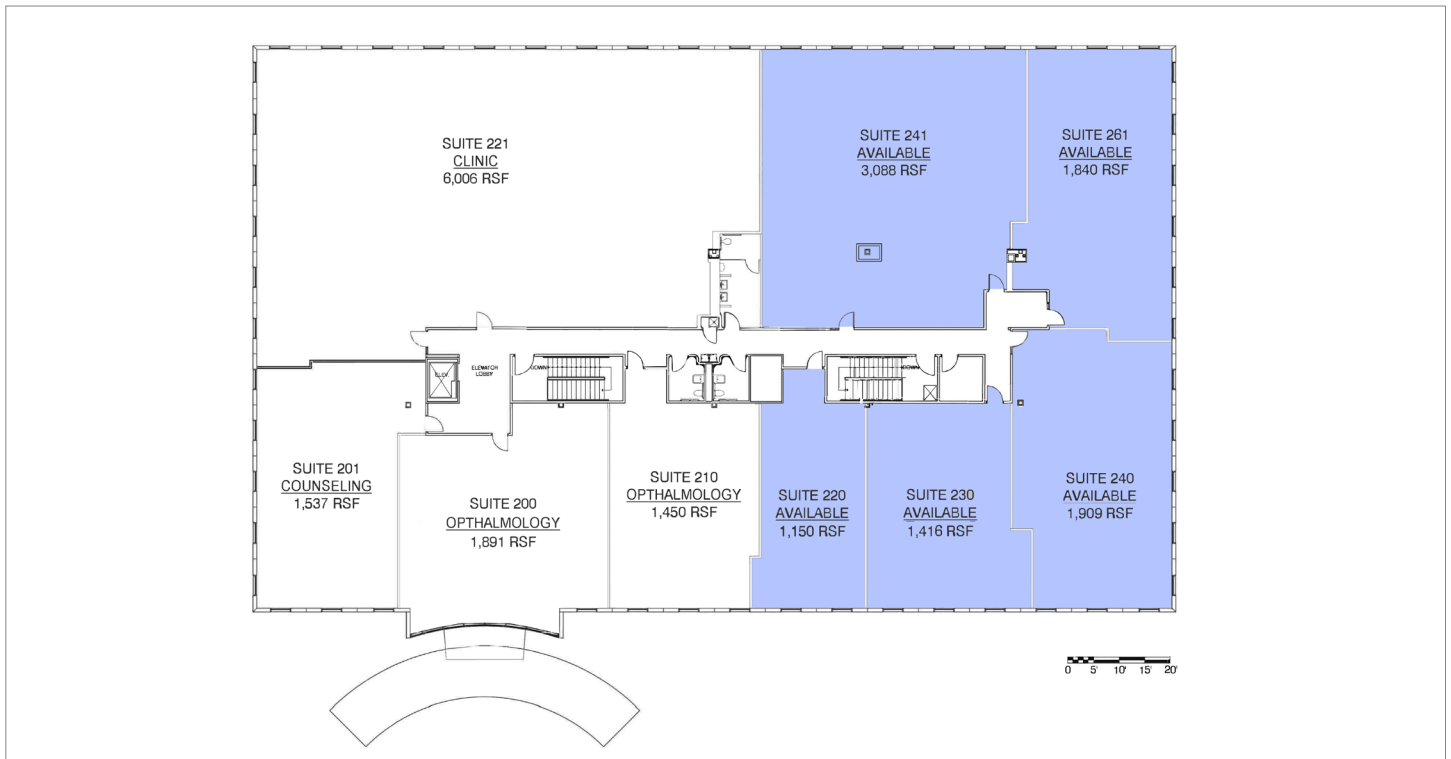 SUITE 221
CLINIC
6,006 RSF
SUITE 241
AVAILABLE
3,088 RSF
SUITE 261
AVAILABLE
1,840 RSF
ELEV.
ELEVATOR
LOBBY
DOWN
DOWN
SUITE 201
COUNSELING
1,537 RSF
SUITE 200
OPTHALMOLOGY
1,891 RSF
SUITE 210
OPTHALMOLOGY
1,450 RSF
SUITE 220
AVAILABLE
1,150 RSF
SUITE 230
AVAILABLE
1,416 RSF
SUITE 240
AVAILABLE
1,909 RSF
0 5' 10' 15' 20'